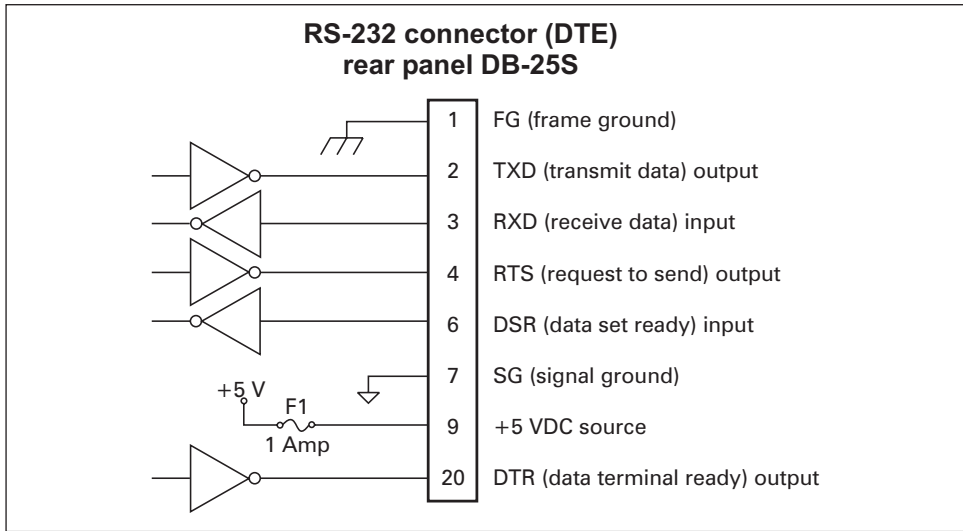 RS-232 connector (DTE)
rear panel DB-25S
1 FG (frame ground)
2 TXD (transmit data) output
3 RXD (receive data) input
4 RTS (request to send) output
6 DSR (data set ready) input
7 SG (signal ground)
+5 V
F1
1 Amp
9 +5 VDC source
20 DTR (data terminal ready) output